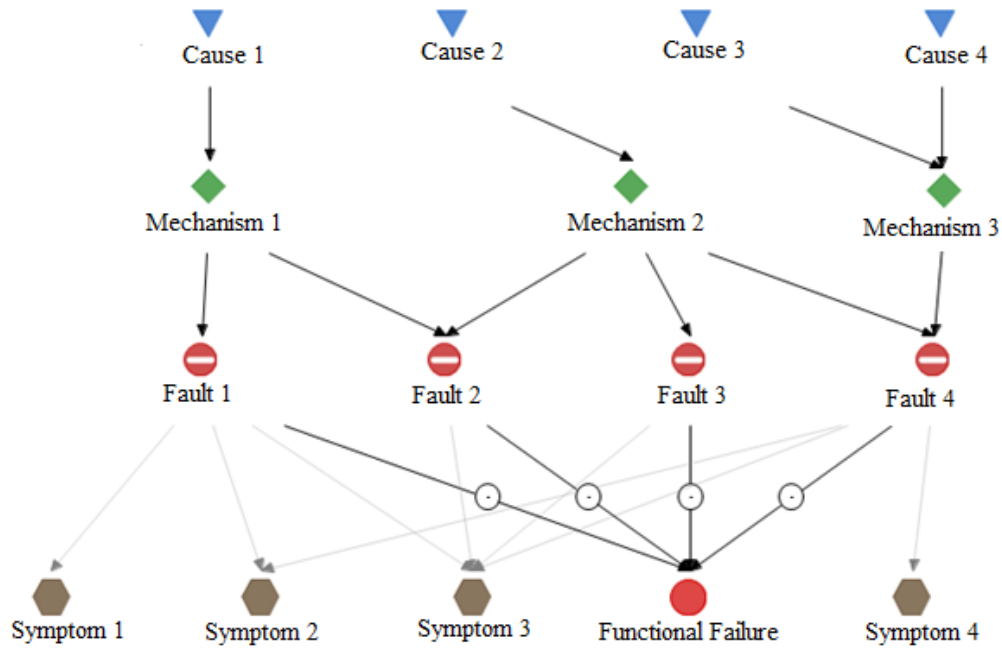 Cause 1
Cause 2
Cause 3
Cause 4
Mechanism 1
Mechanism 2
Mechanism 3
Fault 1
Fault 2
Fault 3
Fault 4
-
-
-
-
Symptom 1
Symptom 2
Symptom 3
Functional Failure
Symptom 4